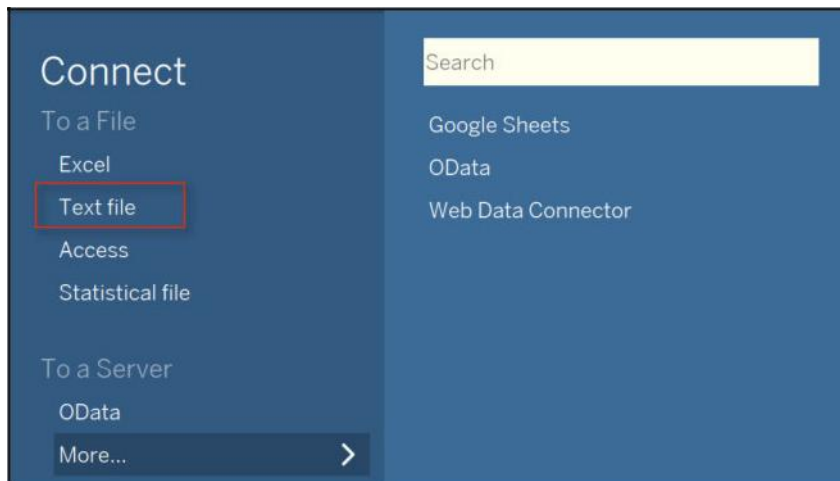 Connect
To a File
Excel
Text file
Access
Statistical file
To a Server
OData
More...
Search
Google Sheets
OData
Web Data Connector